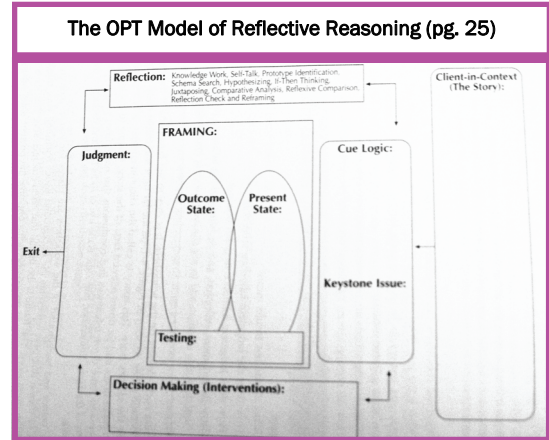 The OPT Model of Reflective Reasoning (pg. 25)
Reflection: Knowledge Work, Self-Talk, Prototype Identification,
Schema Search, Hypothesizing, If-Then Thinking,
Juxtaposing, Comparative Analysis, Reflexive Comparison,
Reflection Check and Reframing
Client-in-Context
(The Story):
FRAMING:
Judgment:
Cue Logic:
Outcome
State:
Present
State:
Exit
Keystone Issue:
Testing:
Decision Making (Interventions):